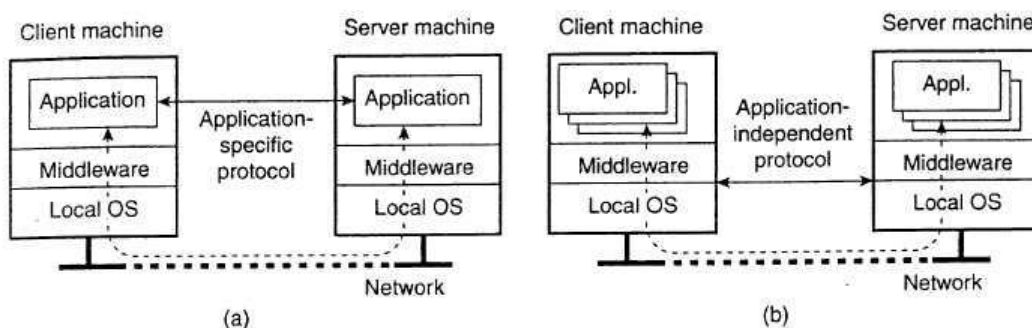 Client machine
Server machine
Application
Application
Application-
specific
protocol
Middleware
Middleware
Local OS
Local OS
Network
(a)
Client machine
Server machine
Appl.
Appl.
Application-
independent
protocol
Middleware
Middleware
Local OS
Local OS
Network
(b)